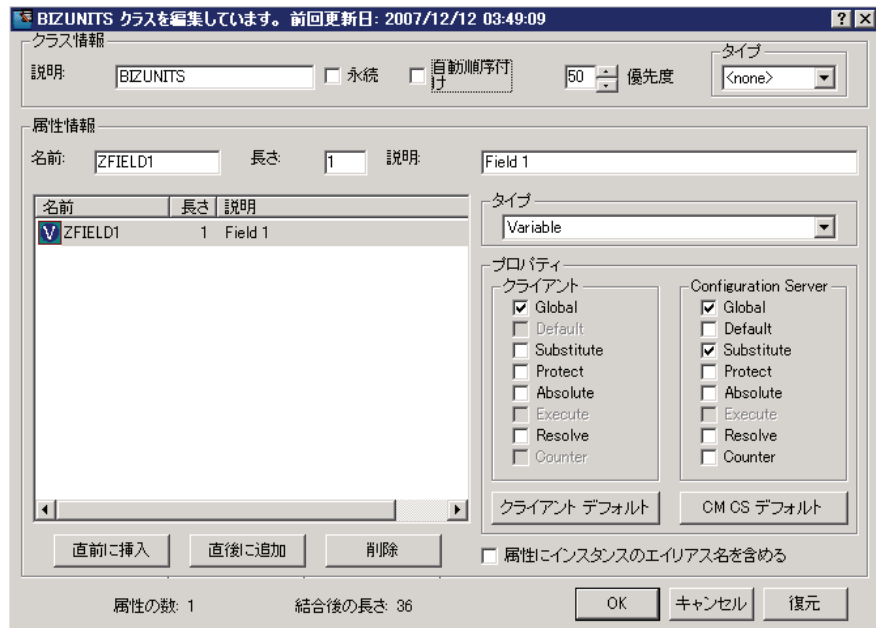 BIZUNITS クラスを編集しています。前回更新日: 2007/12/12 03:49:09
クラス情報
説明:
BIZUNITS
永続
自動順序付け
50
優先度
タイプ
<none>
属性情報
名前:
ZFIELD1
長さ:
1
説明:
Field 1
名前 長さ 説明
V ZFIELD1 1 Field 1
タイプ
Variable
プロパティ
クライアント
Global
Default
Substitute
Protect
Absolute
Execute
Resolve
Counter
Configuration Server
Global
Default
Substitute
Protect
Absolute
Execute
Resolve
Counter
クライアント デフォルト
CM CS デフォルト
直前に挿入
直後に追加
削除
属性にインスタンスのエイリアス名を含める
属性の数: 1
結合後の長さ: 36
OK
キャンセル
復元